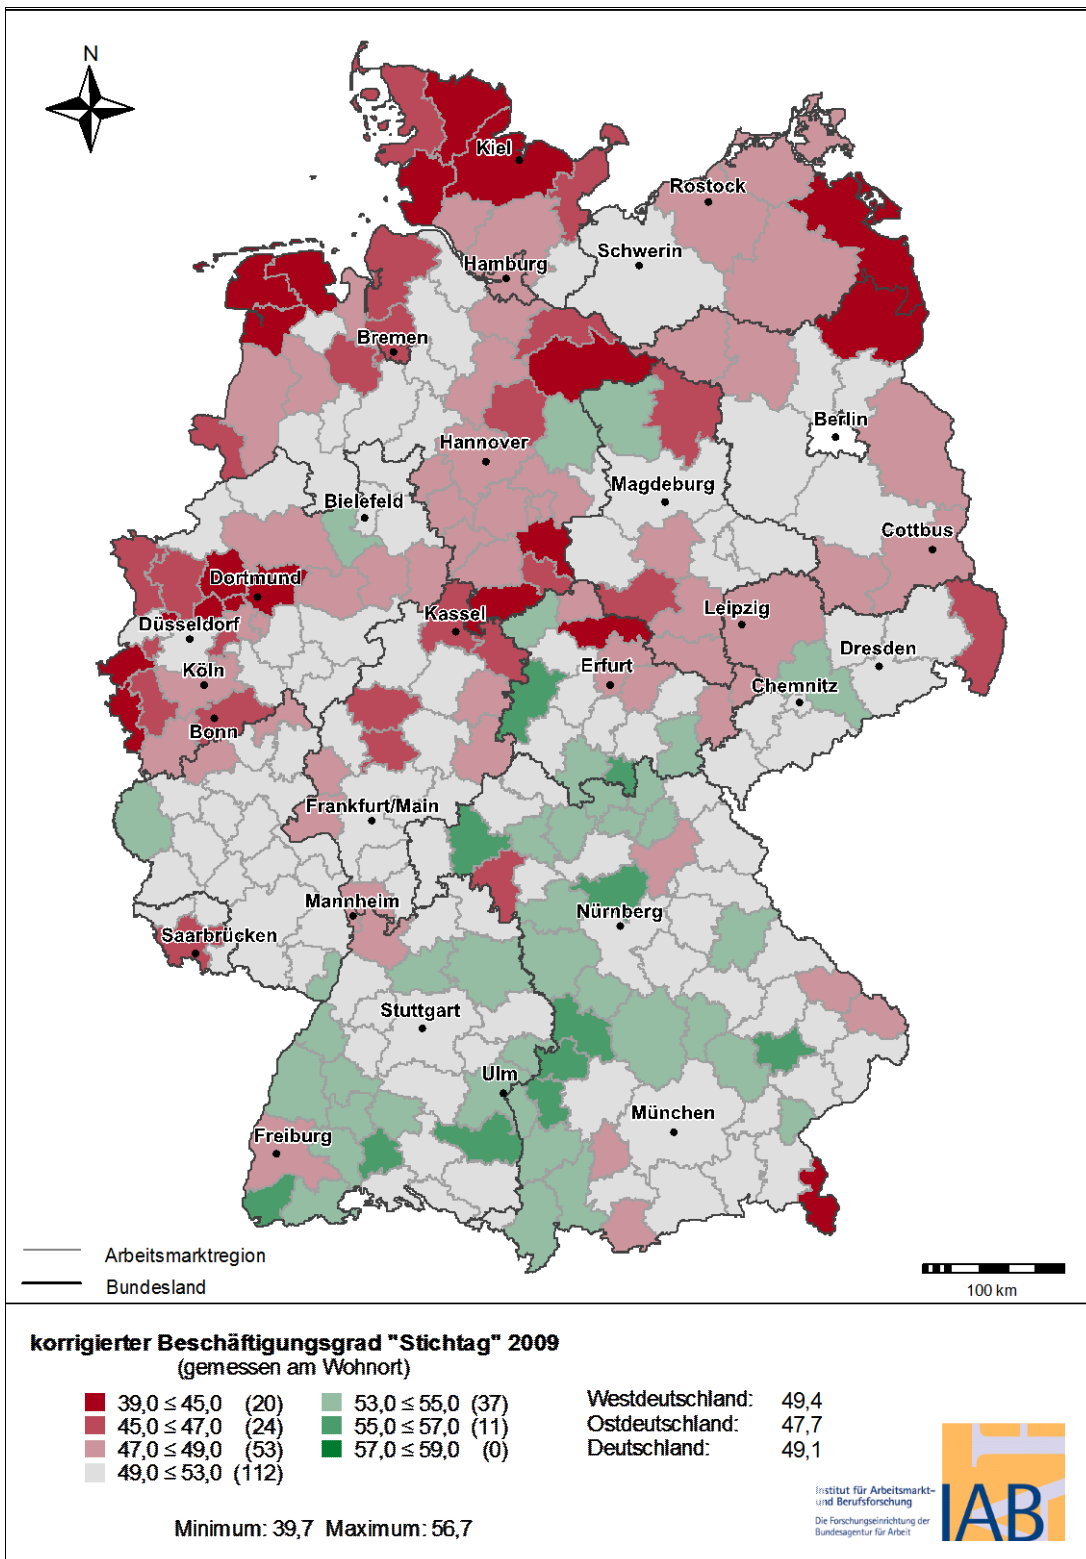 N
Kiel
Rostock
Schwerin
Hamburg
Bremen
Berlin
Hannover
Magdeburg
Bielefeld
Cottbus
Dortmund
Kassel
Leipzig
Düsseldorf
Dresden
Köln
Erfurt
Chemnitz
Bonn
Frankfurt/Main
Mannheim
Nürnberg
Saarbrücken
Stuttgart
Ulm
München
Freiburg
Arbeitsmarktregion
Bundesland
100 km
korrigierter Beschäftigungsgrad "Stichtag" 2009
(gemessen am Wohnort)
39,0 ≤ 45,0 (20)
45,0 ≤ 47,0 (24)
47,0 ≤ 49,0 (53)
49,0 ≤ 53,0 (112)
53,0 ≤ 55,0 (37)
55,0 ≤ 57,0 (11)
57,0 ≤ 59,0 (0)
Westdeutschland: 49,4
Ostdeutschland: 47,7
Deutschland: 49,1
Minimum: 39,7 Maximum: 56,7
Institut für Arbeitsmarkt-
und Berufsforschung
Die Forschungseinrichtung der
Bundesagentur für Arbeit
IAB